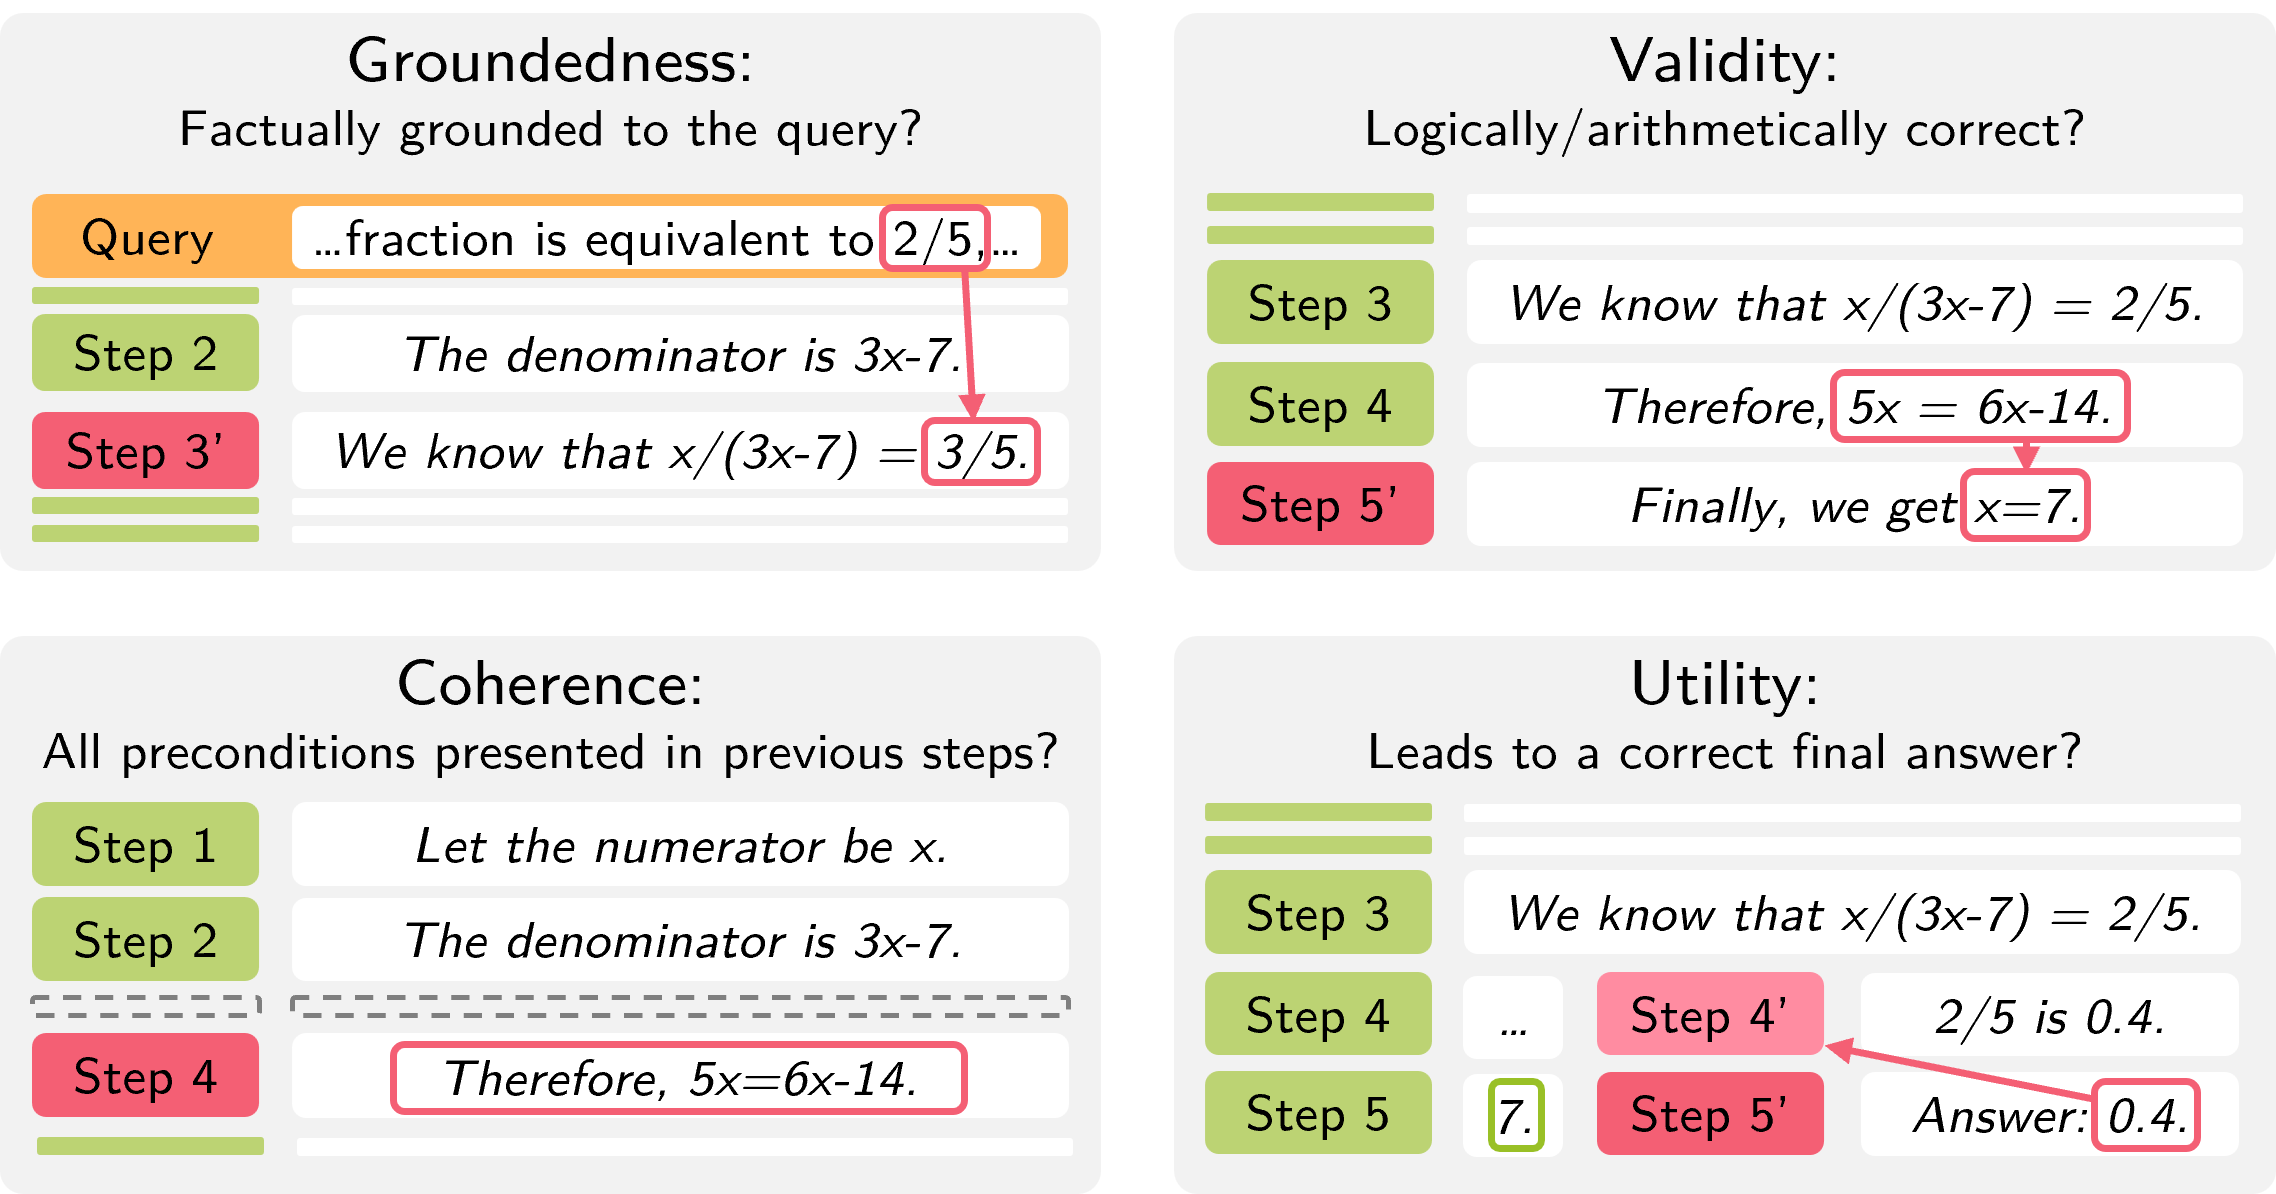 Groundedness:
Factually grounded to the query?
Query
...fraction is equivalent to 2/5,...
Step 2
The denominator is 3x-7.
Step 3'
We know that x/(3x-7) = 3/5.
Validity:
Logically/arithmetically correct?
Step 3
We know that x/(3x-7) = 2/5.
Step 4
Therefore, 5x = 6x-14.
Step 5'
Finally, we get x=7.
Coherence:
All preconditions presented in previous steps?
Step 1
Let the numerator be x.
Step 2
The denominator is 3x-7.
Step 4
Therefore, 5x=6x-14.
Utility:
Leads to a correct final answer?
Step 3
We know that x/(3x-7) = 2/5.
Step 4
...
Step 4'
2/5 is 0.4.
Step 5
7.
Step 5'
Answer: 0.4.